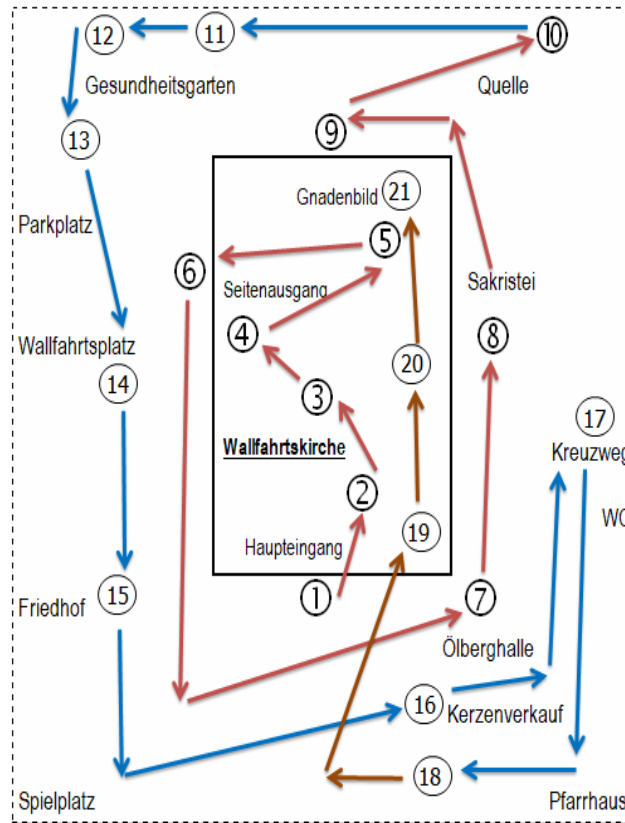 12 11 10
Gesundheitsgarten Quelle
13 9
Gnadenbild 21
Parkplatz 5
6 Seitenausgang Sakristei
4 8
Wallfahrtsplatz 20
14 3 17
Wallfahrtskirche Kreuzweg
2 WC
Haupteingang 19
15 1 7
Friedhof Ölberghalle
16 Kerzenverkauf
18
Spielplatz Pfarrhaus